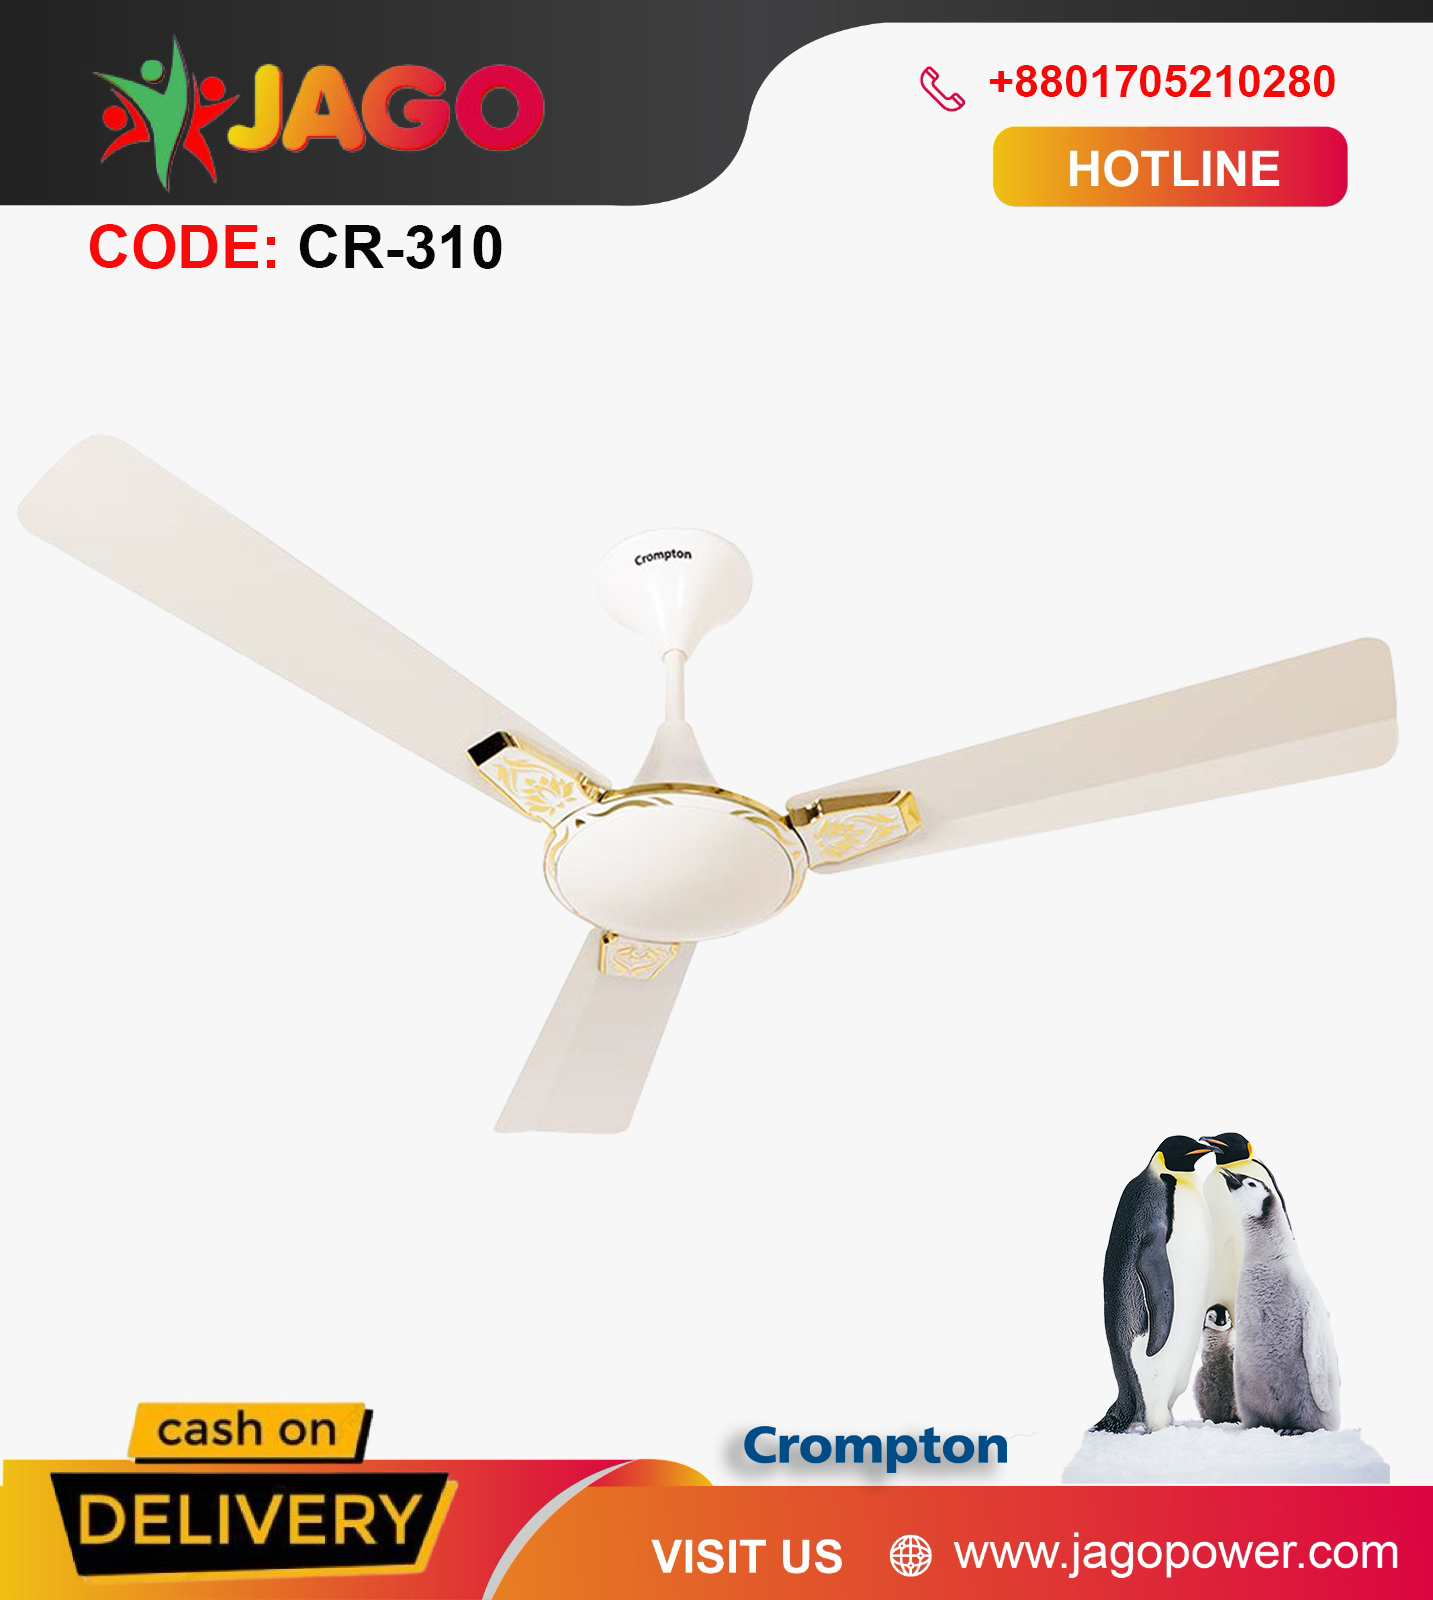 JAGO
+8801705210280
HOTLINE
CODE: CR-310
Crompton
cash on
DELIVERY
Crompton
VISIT US
www.jagopower.com